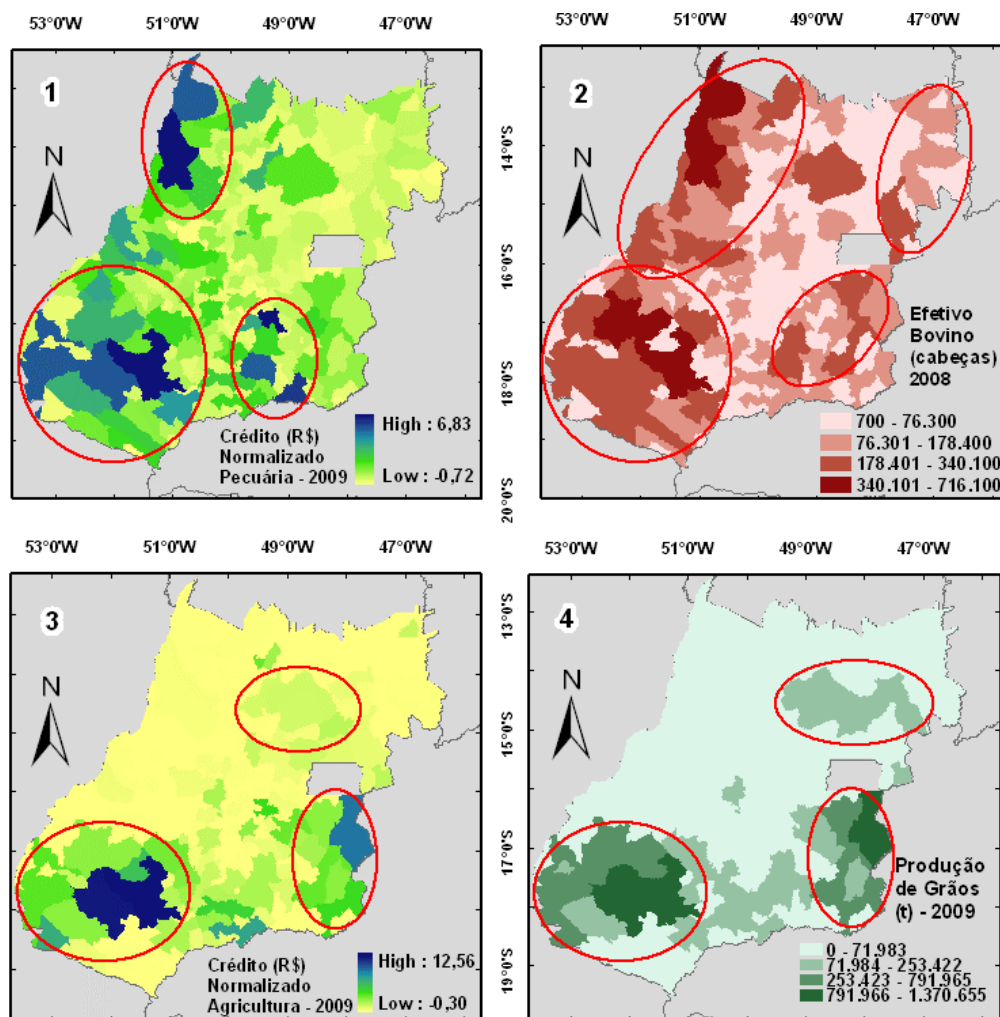 53°0'W 51°0'W 49°0'W 47°0'W
53°0'W 51°0'W 49°0'W 47°0'W
1
N
Crédito (R$)
Normalizado
Pecuária - 2009
High : 6,83
Low : -0,72
14°0'S
16°0'S
18°0'S
20°0'S
2
N
Efetivo
Bovino
(cabeças)
2008
700 - 76.300
76.301 - 178.400
178.401 - 340.100
340.101 - 716.100
53°0'W 51°0'W 49°0'W 47°0'W
53°0'W 51°0'W 49°0'W 47°0'W
3
N
Crédito (R$)
Normalizado
Agricultura - 2009
High : 12,56
Low : -0,30
13°0'S
15°0'S
17°0'S
19°0'S
4
N
Produção
de Grãos
(t) - 2009
0 - 71.983
71.984 - 253.422
253.423 - 791.965
791.966 - 1.370.655